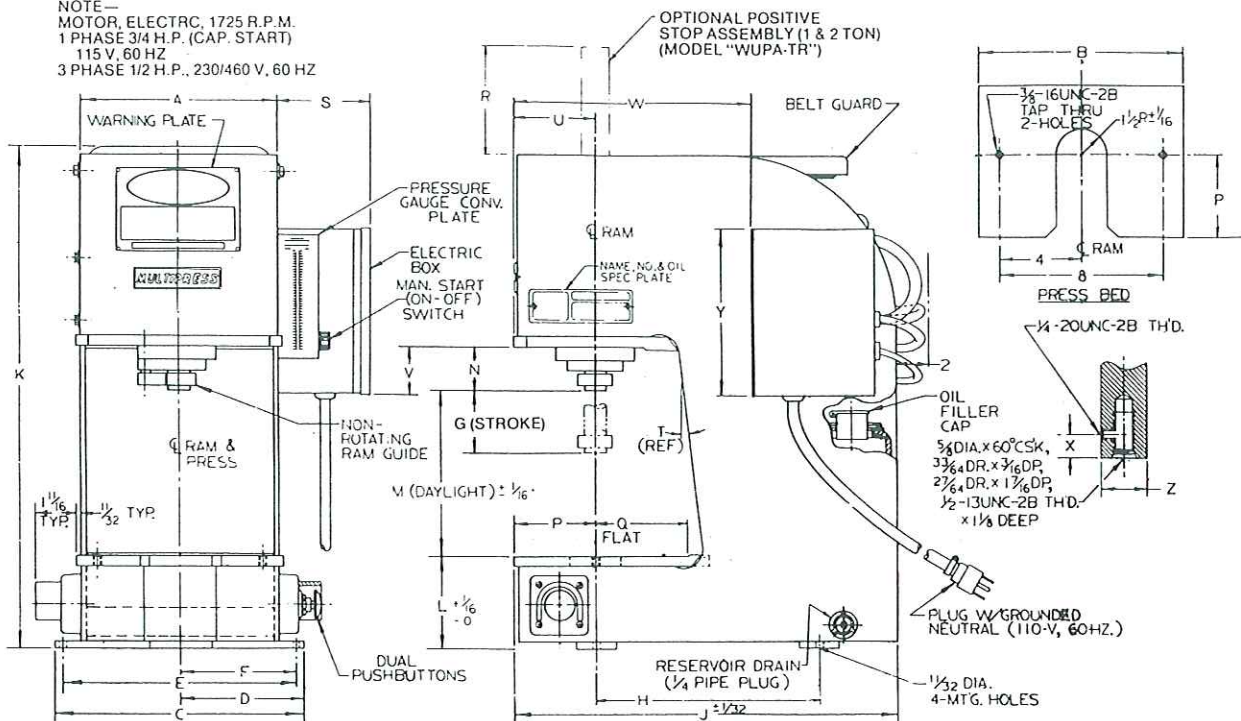 NOTE—
MOTOR, ELECTRC, 1725 R.P.M.
1 PHASE 3/4 H.P. (CAP. START)
115 V, 60 HZ
3 PHASE 1/2 H.P., 230/460 V, 60 HZ
OPTIONAL POSITIVE
STOP ASSEMBLY (1 & 2 TON)
(MODEL "WUPA-TR")
A
S
WARNING PLATE
PRESSURE
GAUGE CONV.
PLATE
MULTIPRESS
ELECTRIC
BOX
MAN. START
(ON-OFF)
SWITCH
K
V
NON-
ROTATING
RAM GUIDE
℄ RAM &
PRESS
1 11/16
TYP.
11/32 TYP.
DUAL
PUSHBUTTONS
F
E
D
C
R
W
U
BELT GUARD
℄ RAM
NAME, NO. & OIL
SPEC PLATE
Y
N
G (STROKE)
T
(REF)
M (DAYLIGHT) ± 1/16
P
Q
FLAT
L +1/16
-0
2
OIL
FILLER
CAP
RESERVOIR DRAIN
(1/4 PIPE PLUG)
H
J ±1/32
PLUG W/GROUNDED
NEUTRAL (110-V, 60HZ.)
11/32 DIA.
4-MT'G. HOLES
B
3/8-16UNC-2B
TAP THRU
2-HOLES
1 1/2 R ± 1/16
P
℄ RAM
4
8
PRESS BED
1/4-20UNC-2B TH'D.
X
Z
5/8 DIA. x 60° CSK,
33/64 DR. x 3/16 DP,
27/64 DR. x 1 7/16 DP,
1/2-13UNC-2B TH'D.
x 1 1/8 DEEP